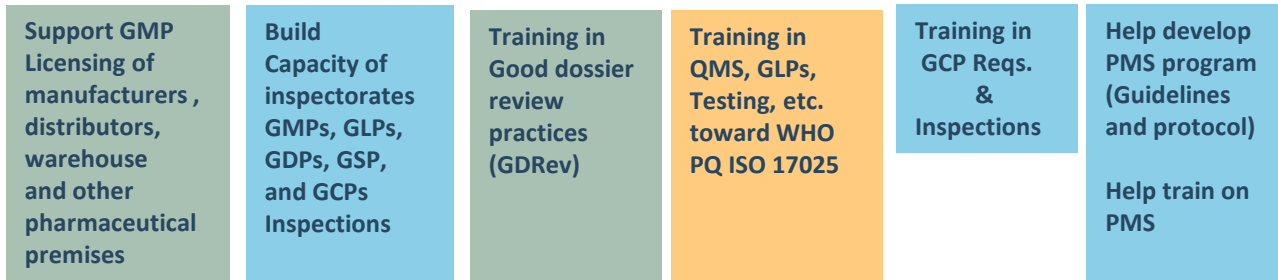 Support GMP
Licensing of
manufacturers ,
distributors,
warehouse
and other
pharmaceutical
premises
Build
Capacity of
inspectorates
GMPs, GLPs,
GDPs, GSP,
and GCPs
Inspections
Training in
Good dossier
review
practices
(GDRev)
Training in
QMS, GLPs,
Testing, etc.
toward WHO
PQ ISO 17025
Training in
GCP Reqs.
&
Inspections
Help develop
PMS program
(Guidelines
and protocol)
Help train on
PMS